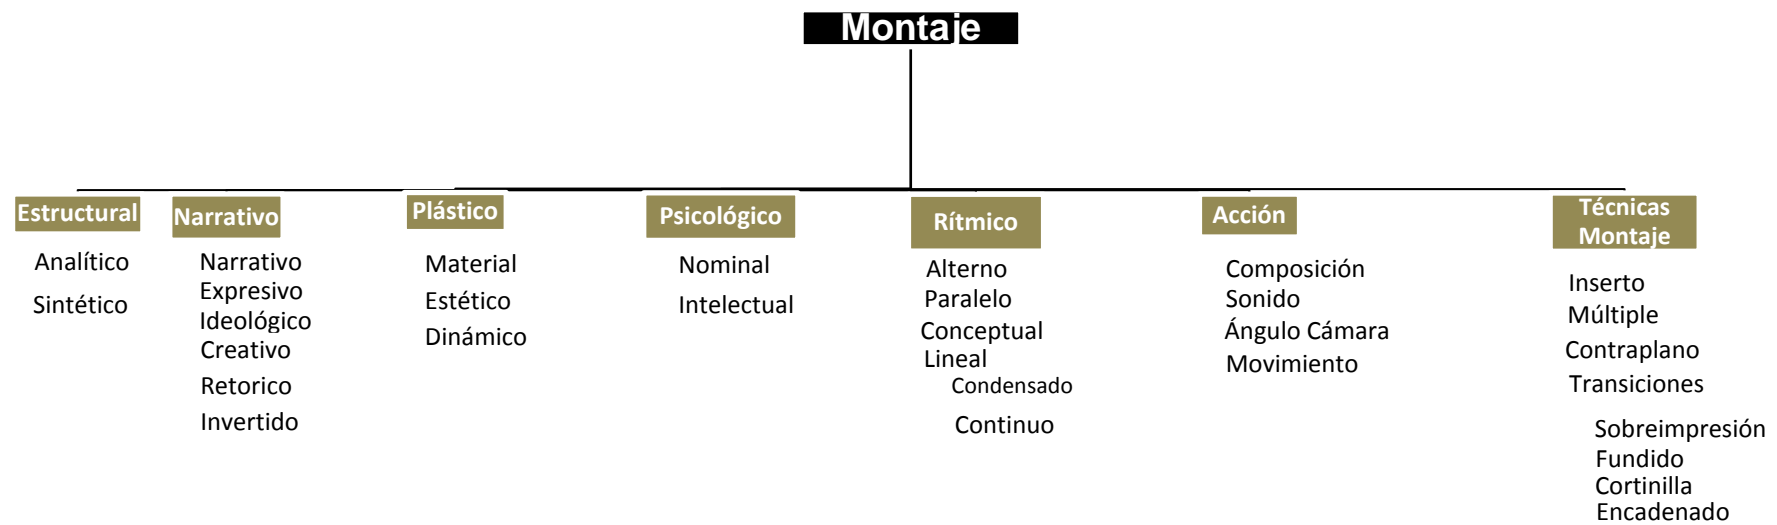 Montaje
Estructural
Analítico
Sintético
Narrativo
Narrativo
Expresivo
Ideológico
Creativo
Retorico
Invertido
Plástico
Material
Estético
Dinámico
Psicológico
Nominal
Intelectual
Rítmico
Alterno
Paralelo
Conceptual
Lineal
Condensado
Continuo
Acción
Composición
Sonido
Ángulo Cámara
Movimiento
Técnicas
Montaje
Inserto
Múltiple
Contraplano
Transiciones
Sobreimpresión
Fundido
Cortinilla
Encadenado